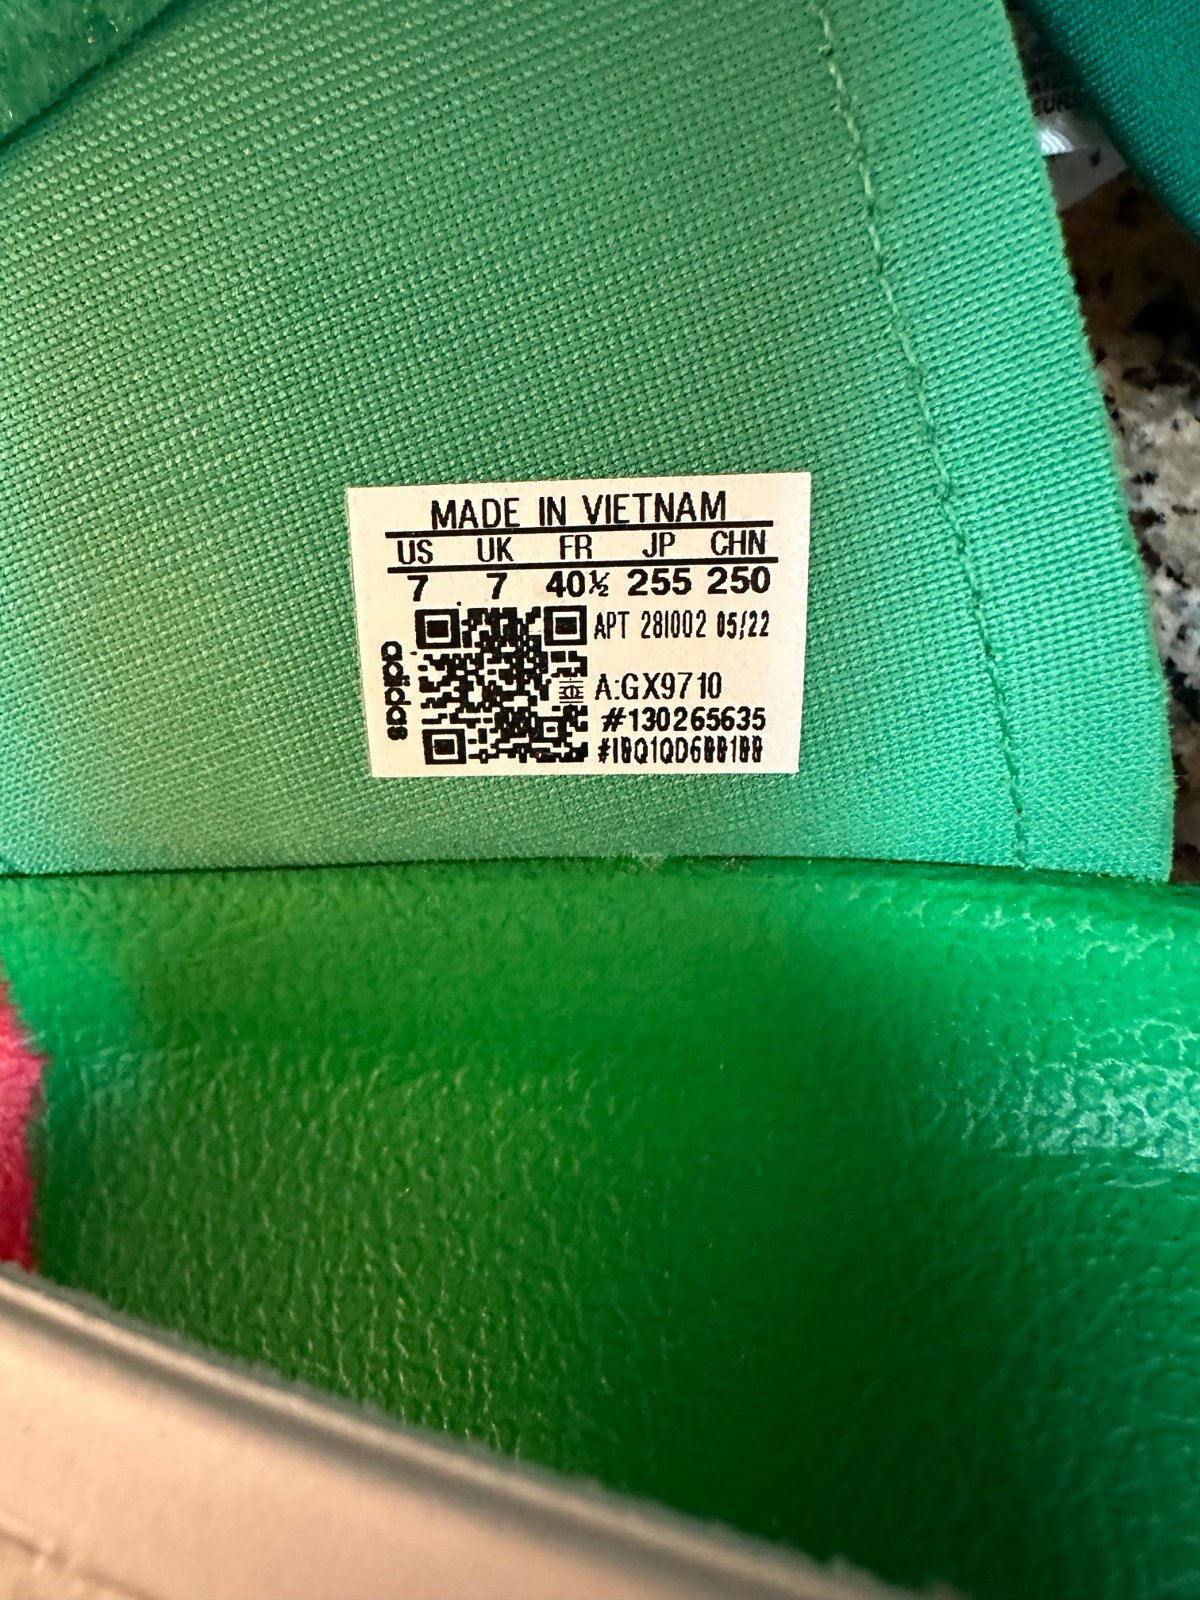 MADE IN VIETNAM
US UK FR JP CHN
7 7 40½ 255 250
APT 281002 05/22
adidas
A:GX9710
#130265635